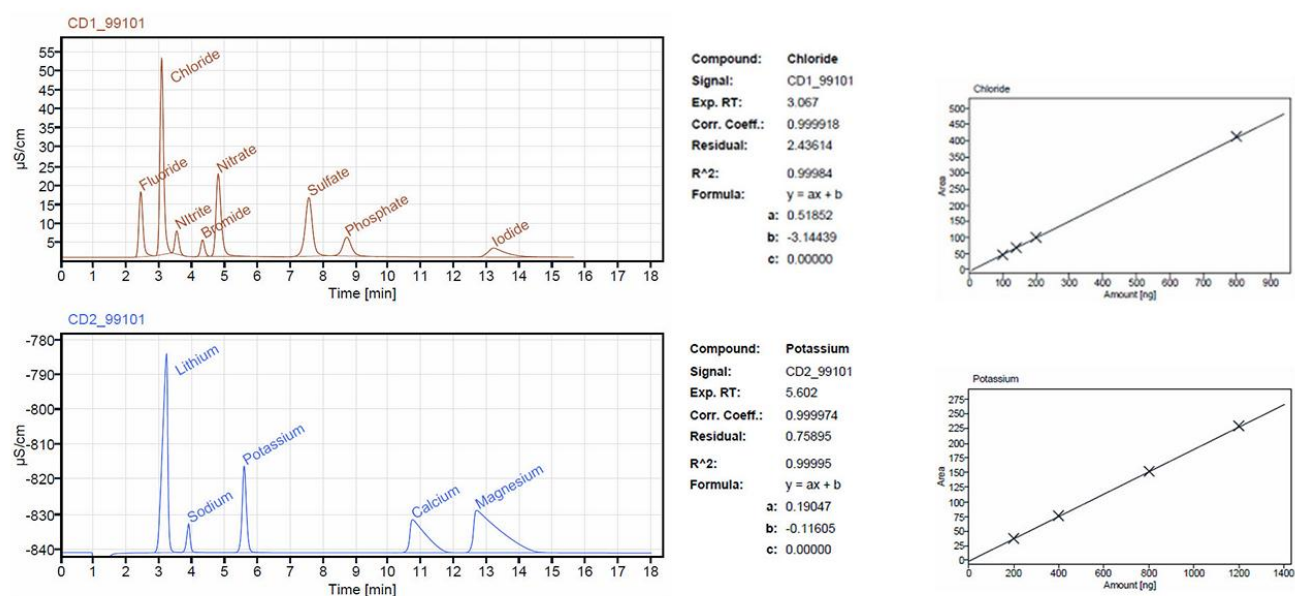 CD1_99101
µS/cm
55
50
45
40
35
30
25
20
15
10
5
Fluoride
Chloride
NItrite
Bromide
Nitrate
Sulfate
Phosphate
Iodide
0 1 2 3 4 5 6 7 8 9 10 11 12 13 14 15 16 17 18
Time [min]
Compound: Chloride
Signal: CD1_99101
Exp. RT: 3.067
Corr. Coeff.: 0.999918
Residual: 2.43614
R^2: 0.99984
Formula: y = ax + b
a: 0.51852
b: -3.14439
c: 0.00000
Chloride
Area
500
450
400
350
300
250
200
150
100
50
0
0 100 200 300 400 500 600 700 800 900
Amount [ng]
CD2_99101
µS/cm
-780
-790
-800
-810
-820
-830
-840
Lithium
Sodium
Potassium
Calcium
Magnesium
0 1 2 3 4 5 6 7 8 9 10 11 12 13 14 15 16 17 18
Time [min]
Compound: Potassium
Signal: CD2_99101
Exp. RT: 5.602
Corr. Coeff.: 0.999974
Residual: 0.75895
R^2: 0.99995
Formula: y = ax + b
a: 0.19047
b: -0.11605
c: 0.00000
Potassium
Area
275
225
200
150
125
100
75
50
25
0
0 200 400 600 800 1000 1200 1400
Amount [ng]